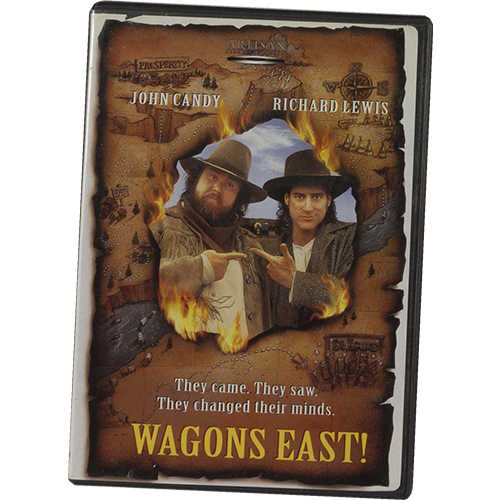 ARTISAN
PROSPERITY
JOHN CANDY
RICHARD LEWIS
They came. They saw.
They changed their minds.
WAGONS EAST!